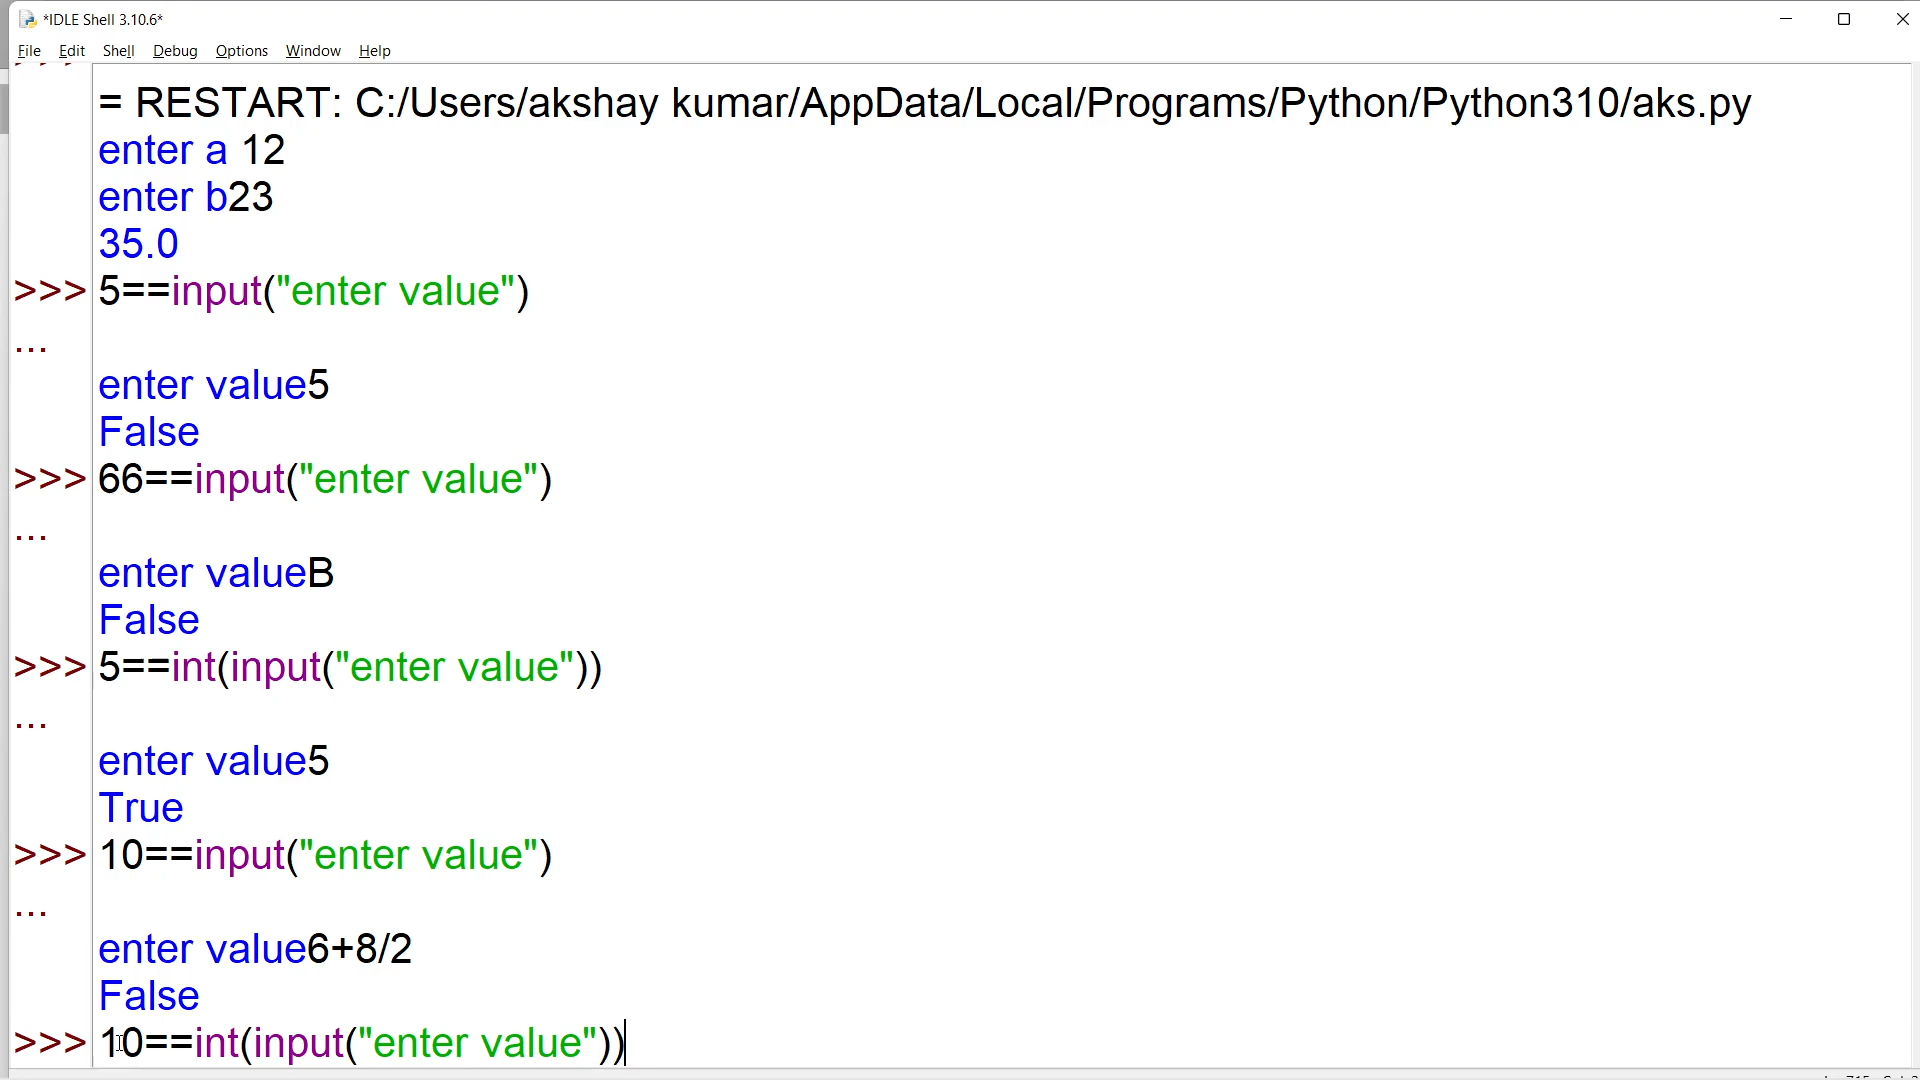 *IDLE Shell 3.10.6*
File Edit Shell Debug Options Window Help
= RESTART: C:/Users/akshay kumar/AppData/Local/Programs/Python/Python310/aks.py
enter a 12
enter b23
35.0
>>> 5==input("enter value")
...
enter value5
False
>>> 66==input("enter value")
...
enter valueB
False
>>> 5==int(input("enter value"))
...
enter value5
True
>>> 10==input("enter value")
...
enter value6+8/2
False
>>> 10==int(input("enter value"))